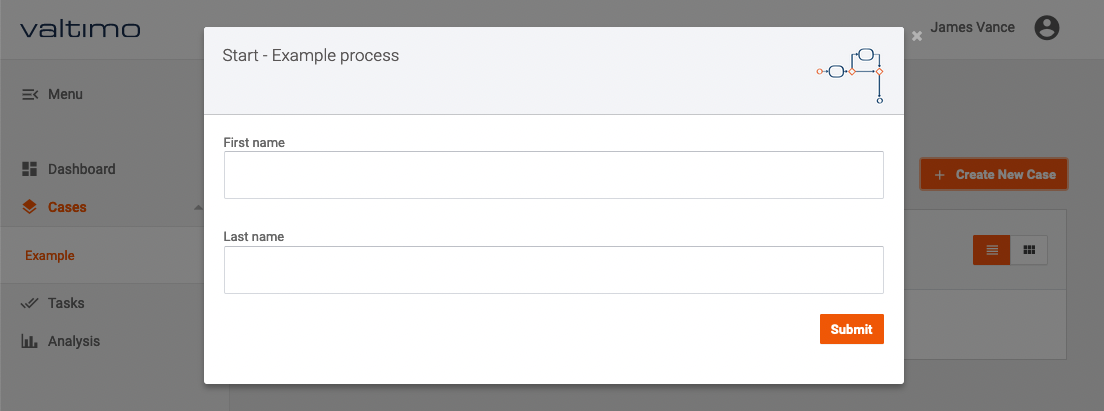 valtimo
James Vance
Start - Example process
Menu
First name
Dashboard
+ Create New Case
Cases
Last name
Example
Tasks
Submit
Analysis